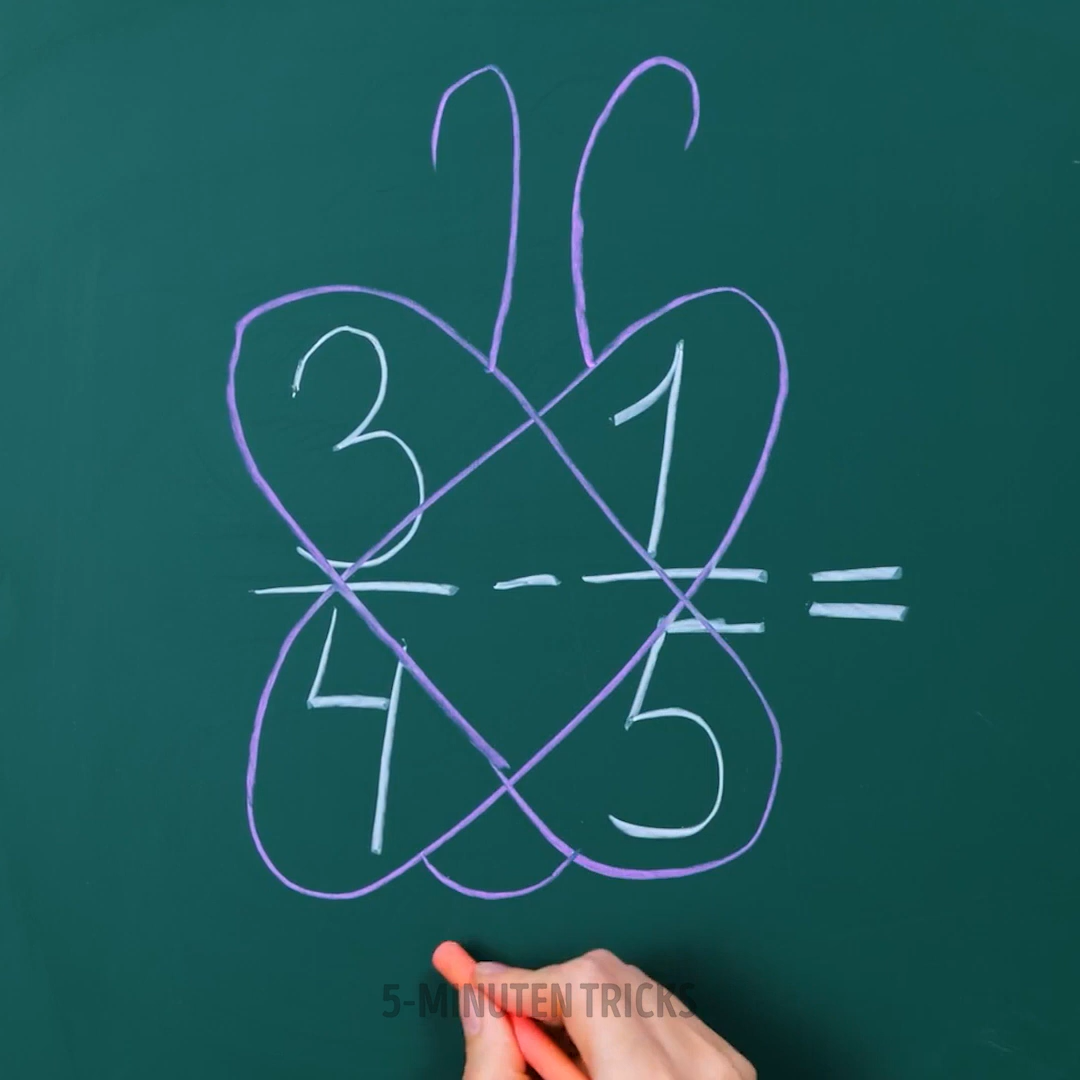 3/4 - 1/5 =
5-MINUTEN TRICKS